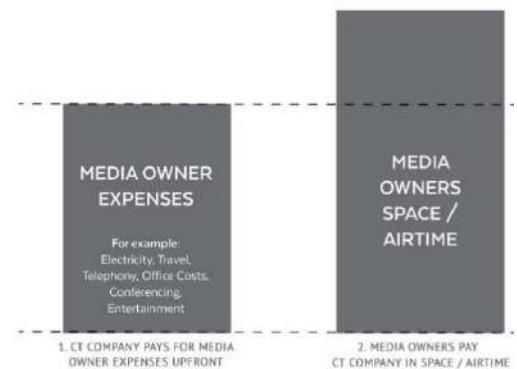 MEDIA OWNER
EXPENSES
For example:
Electricity, Travel,
Telephony, Office Costs,
Conferencing,
Entertainment
1. CT COMPANY PAYS FOR MEDIA
OWNER EXPENSES UPFRONT
MEDIA
OWNERS
SPACE /
AIRTIME
2. MEDIA OWNERS PAY
CT COMPANY IN SPACE / AIRTIME